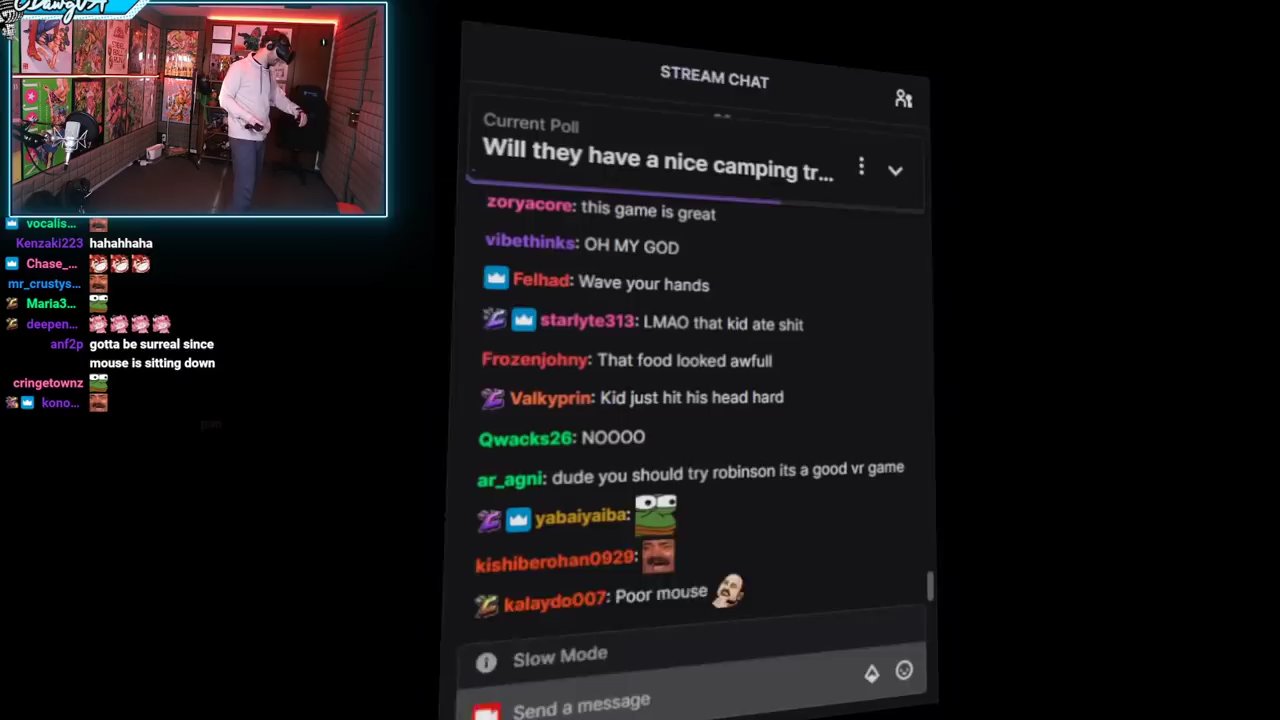 CDawgVA
vocalis...
Kenzaki223 hahahhaha
Chase_...
mr_crustys...
Maria3...
deepen...
anf2p gotta be surreal since
mouse is sitting down
cringetownz
kono...
STREAM CHAT
Current Poll
Will they have a nice camping tr...
zoryacore: this game is great
vibethinks: OH MY GOD
Felhad: Wave your hands
starlyte313: LMAO that kid ate shit
Frozenjohny: That food looked awfull
Valkyprin: Kid just hit his head hard
Qwacks26: NOOOO
ar_agni: dude you should try robinson its a good vr game
yabaiyaiba:
kishiberohan0929:
kalaydo007: Poor mouse
Slow Mode
Send a message